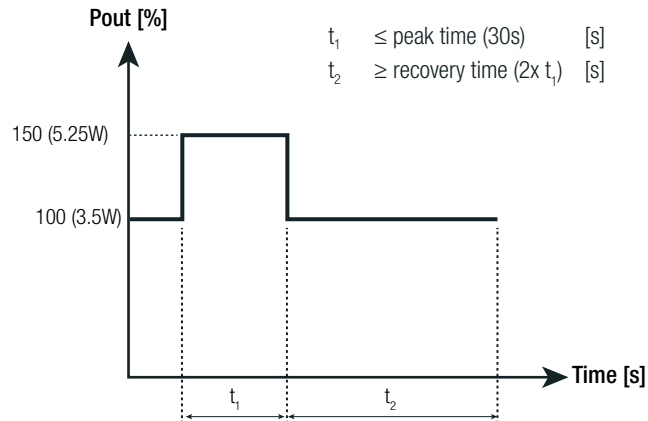 Pout [%]
t₁ ≤ peak time (30s) [s]
t₂ ≥ recovery time (2x t₁) [s]
150 (5.25W)
100 (3.5W)
Time [s]
t₁
t₂